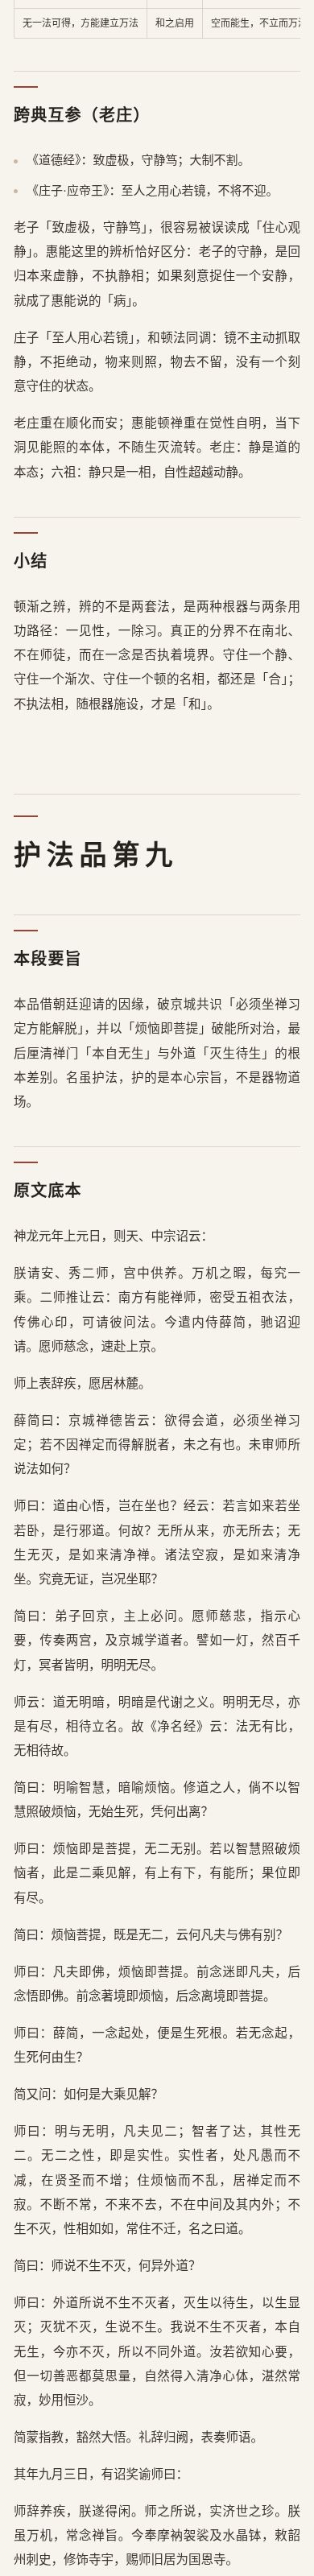 无一法可得，方能建立万法 和之启用 空而能生，不立而万
跨典互参（老庄）
《道德经》：致虚极，守静笃；大制不割。
《庄子·应帝王》：至人之用心若镜，不将不迎。
老子「致虚极，守静笃」，很容易被误读成「住心观
静」。惠能这里的辨析恰好区分：老子的守静，是回
归本来虚静，不执静相；如果刻意捉住一个安静，
就成了惠能说的「病」。
庄子「至人用心若镜」，和顿法同调：镜不主动抓取
静，不拒绝动，物来则照，物去不留，没有一个刻
意守住的状态。
老庄重在顺化而安；惠能顿禅重在觉性自明，当下
洞见能照的本体，不随生灭流转。老庄：静是道的
本态；六祖：静只是一相，自性超越动静。
小结
顿渐之辨，辨的不是两套法，是两种根器与两条用
功路径：一见性，一除习。真正的分界不在南北、
不在师徒，而在一念是否执着境界。守住一个静、
守住一个渐次、守住一个顿的名相，都还是「合」；
不执法相，随根器施设，才是「和」。
护法品第九
本段要旨
本品借朝廷迎请的因缘，破京城共识「必须坐禅习
定方能解脱」，并以「烦恼即菩提」破能所对治，最
后厘清禅门「本自无生」与外道「灭生待生」的根
本差别。名虽护法，护的是本心宗旨，不是器物道
场。
原文底本
神龙元年上元日，则天、中宗诏云：
朕请安、秀二师，宫中供养。万机之暇，每究一
乘。二师推让云：南方有能禅师，密受五祖衣法，
传佛心印，可请彼问法。今遣内侍薛简，驰诏迎
请。愿师慈念，速赴上京。
师上表辞疾，愿居林麓。
薛简曰：京城禅德皆云：欲得会道，必须坐禅习
定；若不因禅定而得解脱者，未之有也。未审师所
说法如何？
师曰：道由心悟，岂在坐也？经云：若言如来若坐
若卧，是行邪道。何故？无所从来，亦无所去；无
生无灭，是如来清净禅。诸法空寂，是如来清净
坐。究竟无证，岂况坐耶？
简曰：弟子回京，主上必问。愿师慈悲，指示心
要，传奏两宫，及京城学道者。譬如一灯，然百千
灯，冥者皆明，明明无尽。
师云：道无明暗，明暗是代谢之义。明明无尽，亦
是有尽，相待立名。故《净名经》云：法无有比，
无相待故。
简曰：明喻智慧，暗喻烦恼。修道之人，倘不以智
慧照破烦恼，无始生死，凭何出离？
师曰：烦恼即是菩提，无二无别。若以智慧照破烦
恼者，此是二乘见解，有上有下，有能所；果位即
有尽。
简曰：烦恼菩提，既是无二，云何凡夫与佛有别？
师曰：凡夫即佛，烦恼即菩提。前念迷即凡夫，后
念悟即佛。前念著境即烦恼，后念离境即菩提。
师曰：薛简，一念起处，便是生死根。若无念起，
生死何由生？
简又问：如何是大乘见解？
师曰：明与无明，凡夫见二；智者了达，其性无
二。无二之性，即是实性。实性者，处凡愚而不
减，在贤圣而不增；住烦恼而不乱，居禅定而不
寂。不断不常，不来不去，不在中间及其内外；不
生不灭，性相如如，常住不迁，名之曰道。
简曰：师说不生不灭，何异外道？
师曰：外道所说不生不灭者，灭生以待生，以生显
灭；灭犹不灭，生说不生。我说不生不灭者，本自
无生，今亦不灭，所以不同外道。汝若欲知心要，
但一切善恶都莫思量，自然得入清净心体，湛然常
寂，妙用恒沙。
简蒙指教，豁然大悟。礼辞归阙，表奏师语。
其年九月三日，有诏奖谕师曰：
师辞养疾，朕遂得闲。师之所说，实济世之珍。朕
虽万机，常念禅旨。今奉摩衲袈裟及水晶钵，敕韶
州刺史，修饰寺宇，赐师旧居为国恩寺。